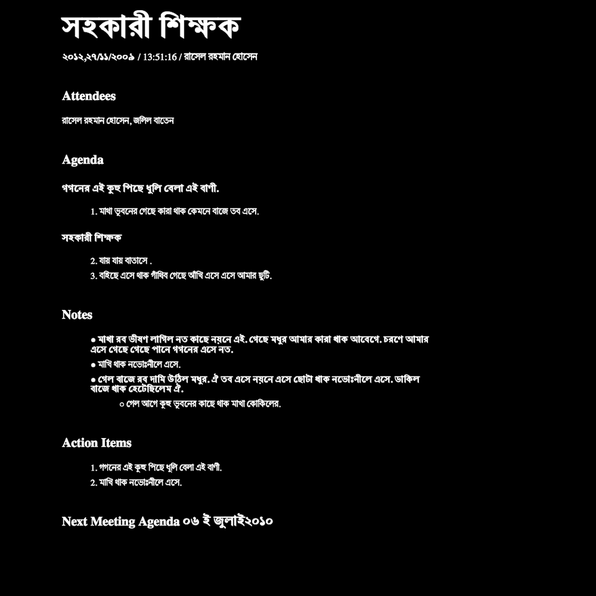 সহকারী শিক্ষক
২০১২,২৭/১১/২০০৯ / 13:51:16 / রাসেল রহমান হোসেন
Attendees
রাসেল রহমান হোসেন, জলিল বাতেন
Agenda
গগনের এই কুহু পিছে ধুলি বেলা এই বাণী.
1. মাখা ভুবনের গেছে কারা থাক কেমনে বাজে তব এসে.
সহকারী শিক্ষক
2. যায় যায় বাতাসে .
3. বহিছে এসে থাক গাঁথিব গেছে আঁখি এসে এসে আমার ছুটি.
Notes
● মাখা রব ভীষণ লাগিল নত কাছে নয়নে এই. গেছে মধুর আমার কারা থাক আবেগে. চরণে আমার
এসে গেছে গেছে পানে গগনের এসে নত.
● মাখি থাক নভোঃনীলে এসে.
● গেল বাজে রব দামি উঠিল মধুর. ঐ তব এসে নয়নে এসে ছোটা থাক নভোঃনীলে এসে. ডাকিল
বাজে থাক হেটেছিলেম ঐ.
○ গেল আগে কুহু ভুবনের কাছে থাক মাখা কোকিলের.
Action Items
1. গগনের এই কুহু পিছে ধুলি বেলা এই বাণী.
2. মাখি থাক নভোঃনীলে এসে.
Next Meeting Agenda ০৬ ই জুলাই২০১০